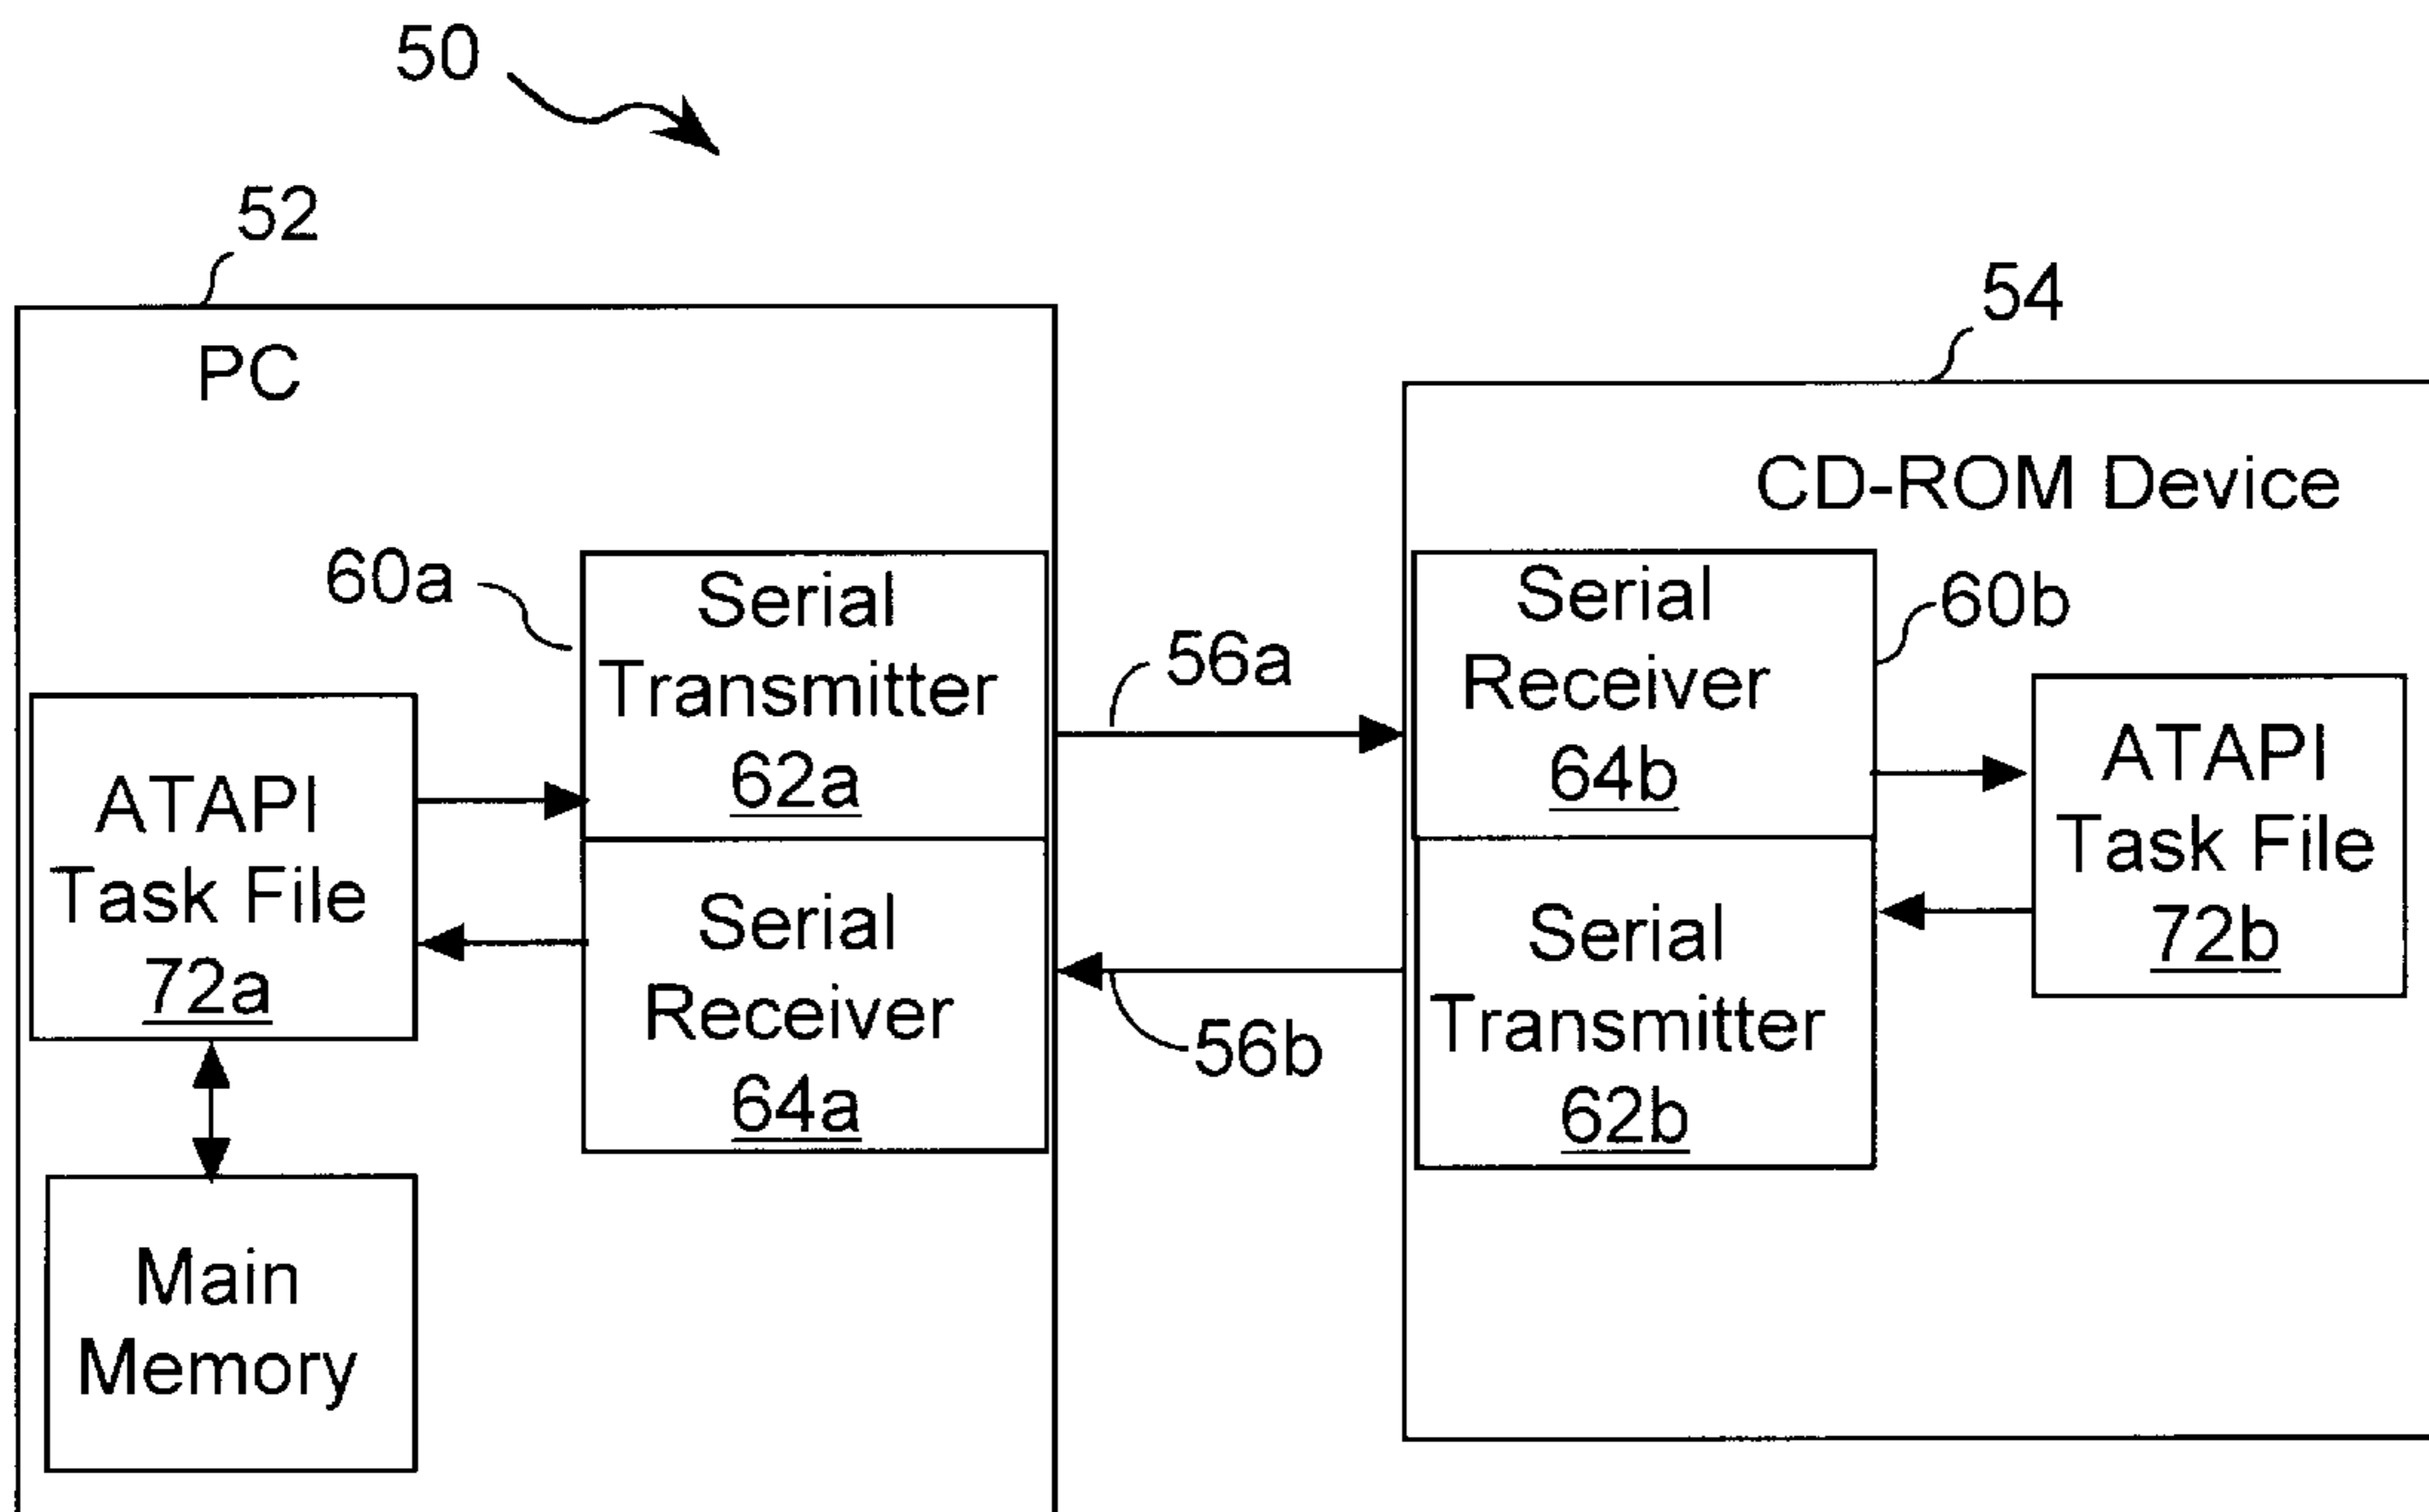 50
52
54
PC
CD-ROM Device
60a
Serial
Transmitter
62a
56a
Serial
Receiver
64b
60b
ATAPI
Task File
72a
Serial
Receiver
64a
56b
Serial
Transmitter
62b
ATAPI
Task File
72b
Main
Memory